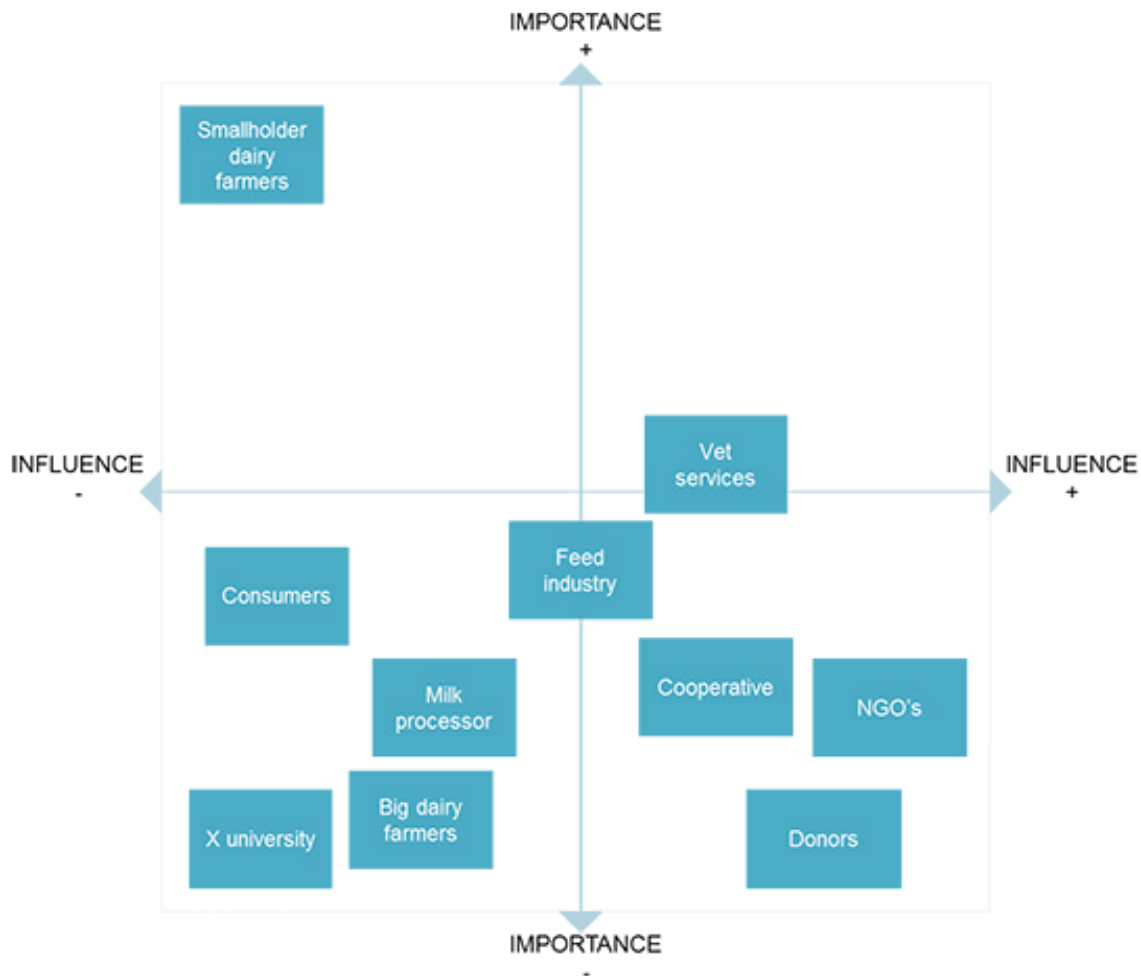 IMPORTANCE
+
Smallholder
dairy
farmers
Vet
services
INFLUENCE
-
INFLUENCE
+
Feed
industry
Consumers
Cooperative
NGO's
Milk
processor
Big dairy
farmers
X university
Donors
IMPORTANCE
-